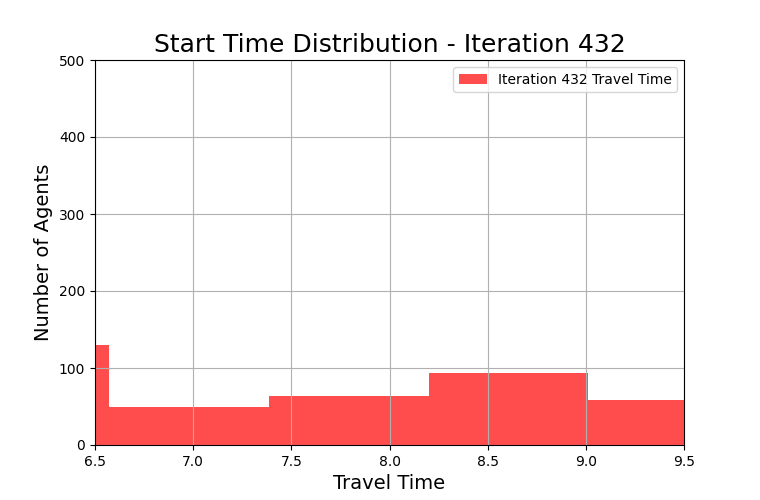 Start Time Distribution - Iteration 432
Iteration 432 Travel Time
Number of Agents
500
400
300
200
100
0
6.5 7.0 7.5 8.0 8.5 9.0 9.5
Travel Time